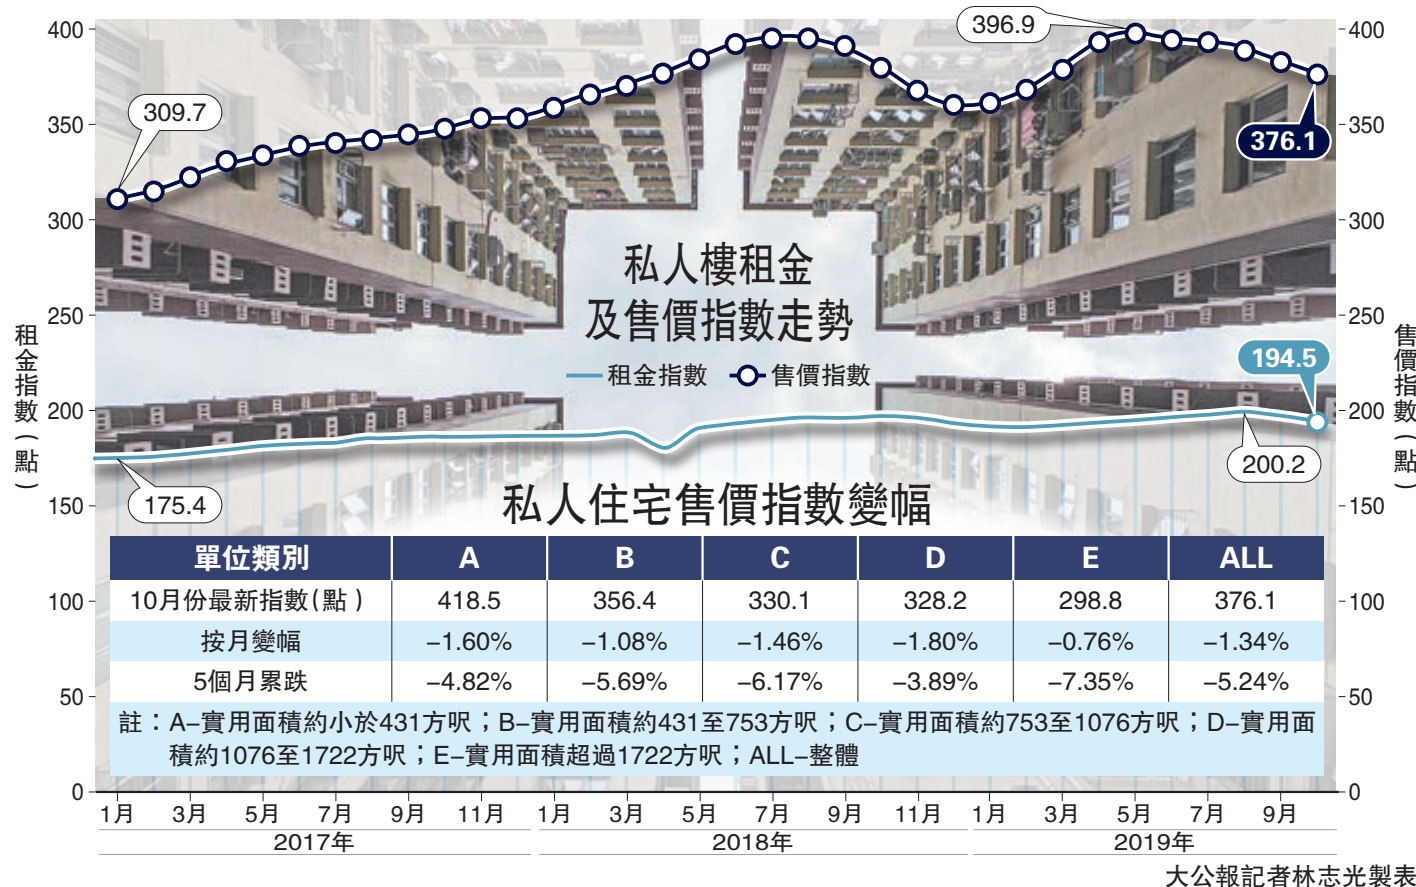 400
350
300
250
200
150
100
50
0
租金指數(點)
400
350
300
250
200
150
100
50
0
售價指數(點)
309.7
396.9
376.1
私人樓租金
及售價指數走勢
租金指數 售價指數
194.5
200.2
175.4
私人住宅售價指數變幅
單位類別 A B C D E ALL
10月份最新指數(點) 418.5 356.4 330.1 328.2 298.8 376.1
按月變幅 –1.60% –1.08% –1.46% –1.80% –0.76% –1.34%
5個月累跌 –4.82% –5.69% –6.17% –3.89% –7.35% –5.24%
註：A–實用面積約小於431方呎；B–實用面積約431至753方呎；C–實用面積約753至1076方呎；D–實用面
積約1076至1722方呎；E–實用面積超過1722方呎；ALL–整體
1月 3月 5月 7月 9月 11月 1月 3月 5月 7月 9月 11月 1月 3月 5月 7月 9月
2017年 2018年 2019年
大公報記者林志光製表